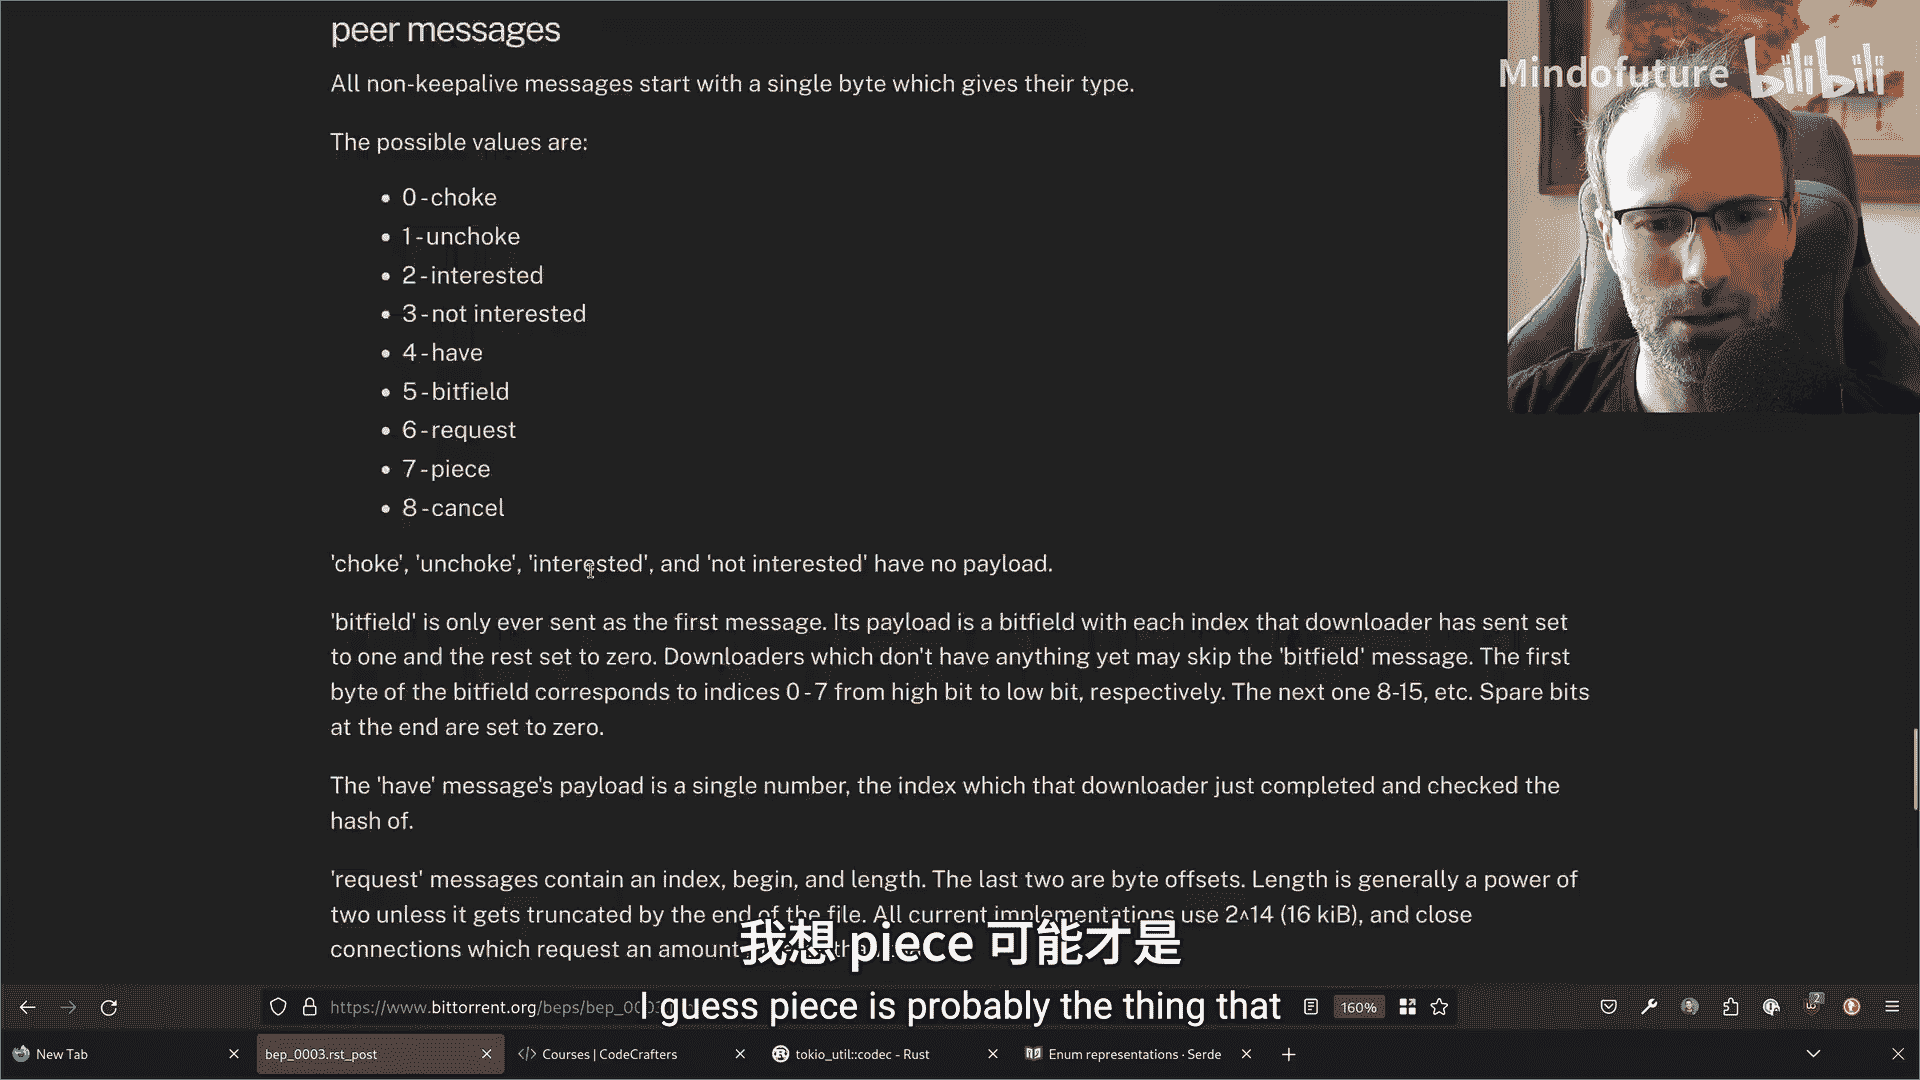 peer messages
Mindofuture bilibili
All non-keepalive messages start with a single byte which gives their type.
The possible values are:
0 - choke
1 - unchoke
2 - interested
3 - not interested
4 - have
5 - bitfield
6 - request
7 - piece
8 - cancel
'choke', 'unchoke', 'interested', and 'not interested' have no payload.
'bitfield' is only ever sent as the first message. Its payload is a bitfield with each index that downloader has sent set
to one and the rest set to zero. Downloaders which don't have anything yet may skip the 'bitfield' message. The first
byte of the bitfield corresponds to indices 0 - 7 from high bit to low bit, respectively. The next one 8-15, etc. Spare bits
at the end are set to zero.
The 'have' message's payload is a single number, the index which that downloader just completed and checked the
hash of.
'request' messages contain an index, begin, and length. The last two are byte offsets. Length is generally a power of
two unless it gets truncated by the end of the file. All current implementations use 2^14 (16 kiB), and close
connections which request an amount
我想 piece 可能才是
I guess piece is probably the thing that
https://www.bittorrent.org/beps/bep_00
160%
2
New Tab
bep_0003.rst_post
Courses | CodeCrafters
tokio_util::codec - Rust
Enum representations · Serde